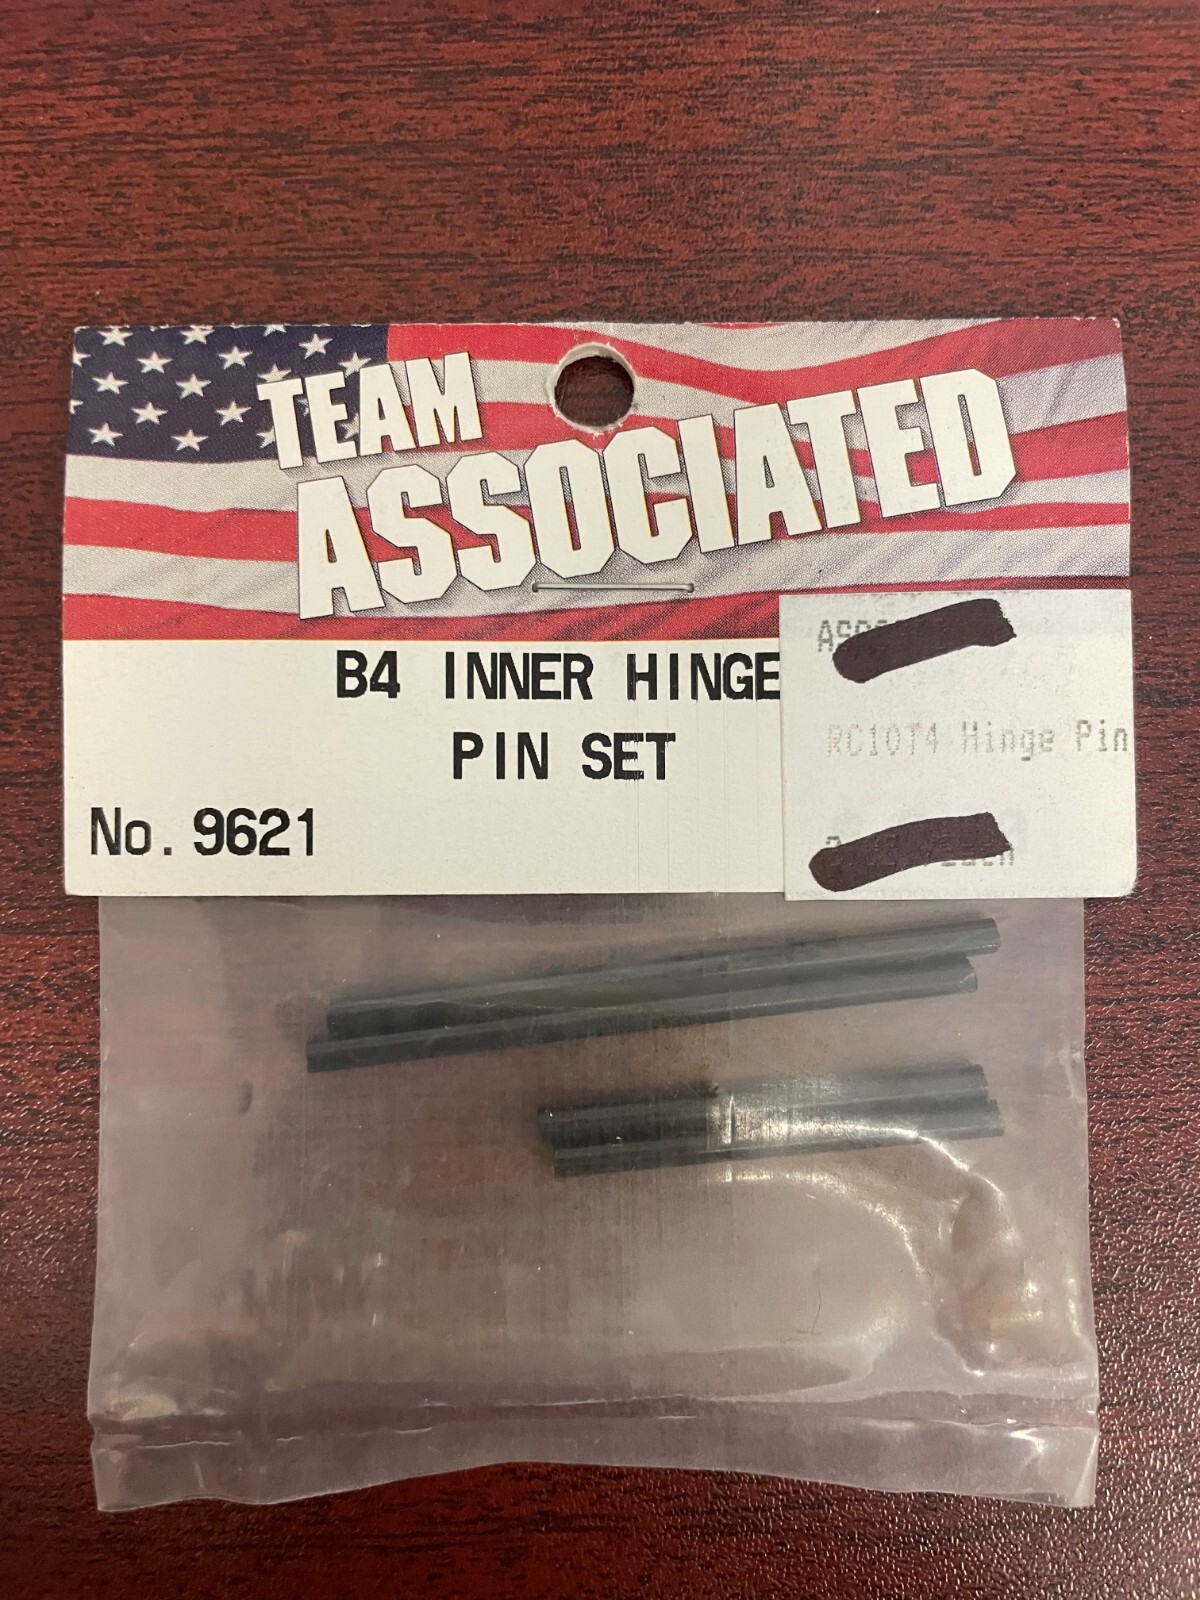 TEAM
ASSOCIATED
B4 INNER HINGE
PIN SET
No. 9621
RC10T4 Hinge Pin